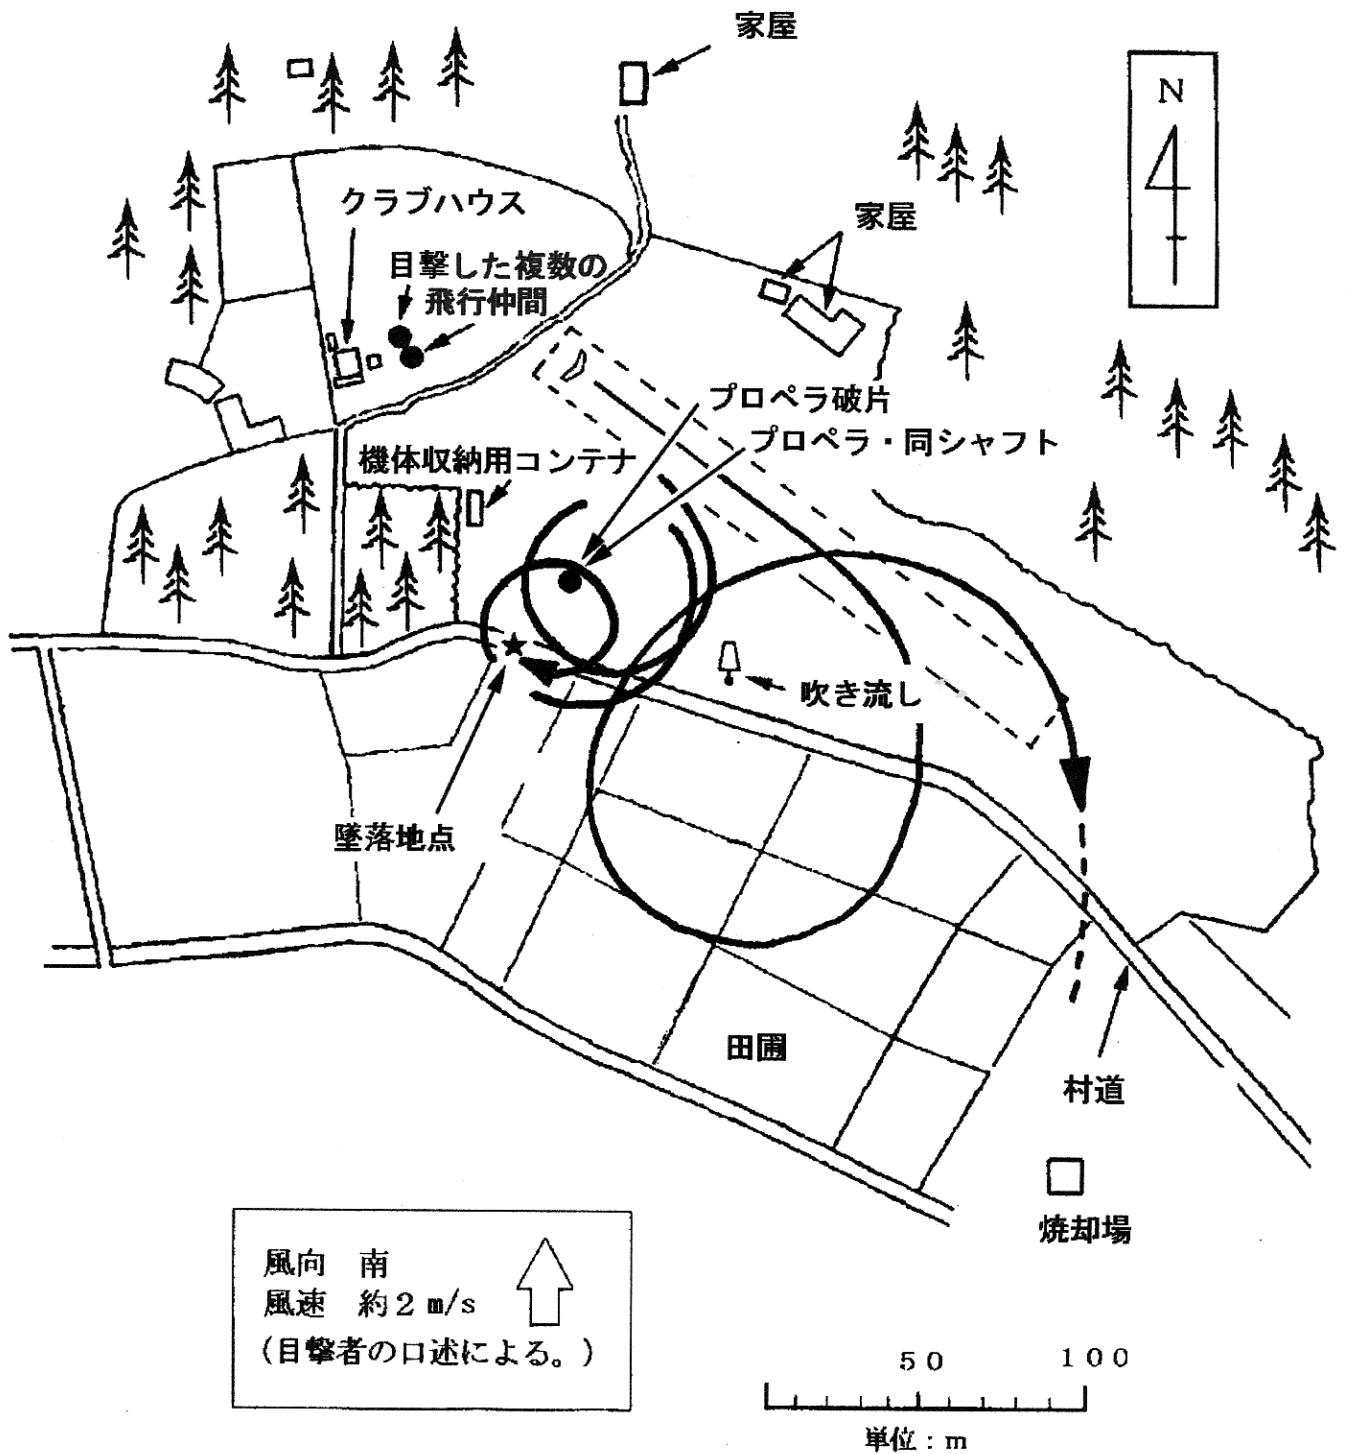 家屋
N
クラブハウス
家屋
目撃した複数の
飛行仲間
プロペラ破片
プロペラ・同シャフト
機体収納用コンテナ
吹き流し
墜落地点
田圃
村道
焼却場
風向 南
風速 約2 m/s
(目撃者の口述による。)
50 100
単位:m